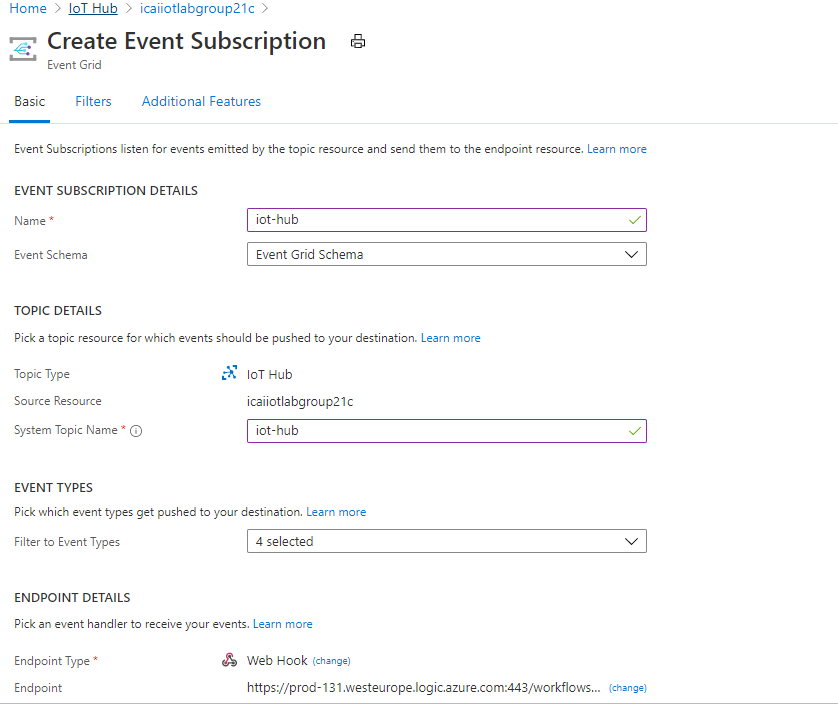 Home > IoT Hub > icaiiotlabgroup21c >
Create Event Subscription
Event Grid
Basic Filters Additional Features
Event Subscriptions listen for events emitted by the topic resource and send them to the endpoint resource. Learn more
EVENT SUBSCRIPTION DETAILS
Name * iot-hub
Event Schema Event Grid Schema
TOPIC DETAILS
Pick a topic resource for which events should be pushed to your destination. Learn more
Topic Type IoT Hub
Source Resource icaiiotlabgroup21c
System Topic Name * iot-hub
EVENT TYPES
Pick which event types get pushed to your destination. Learn more
Filter to Event Types 4 selected
ENDPOINT DETAILS
Pick an event handler to receive your events. Learn more
Endpoint Type * Web Hook (change)
Endpoint https://prod-131.westeurope.logic.azure.com:443/workflows... (change)